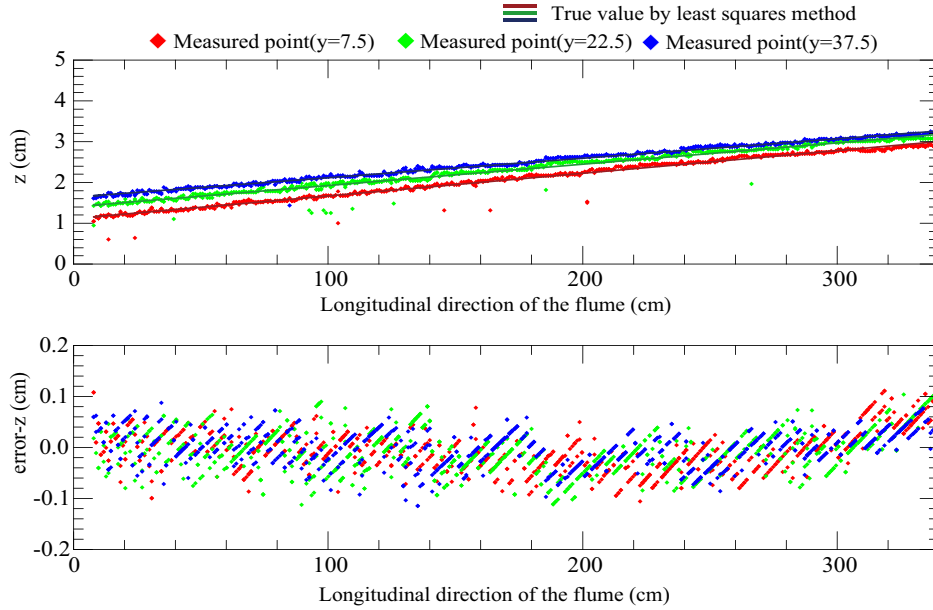 True value by least squares method
Measured point(y=7.5) Measured point(y=22.5) Measured point(y=37.5)
5
4
3
2
1
0
z (cm)
0 100 200 300
Longitudinal direction of the flume (cm)
0.2
0.1
0.0
-0.1
-0.2
error-z (cm)
0 100 200 300
Longitudinal direction of the flume (cm)